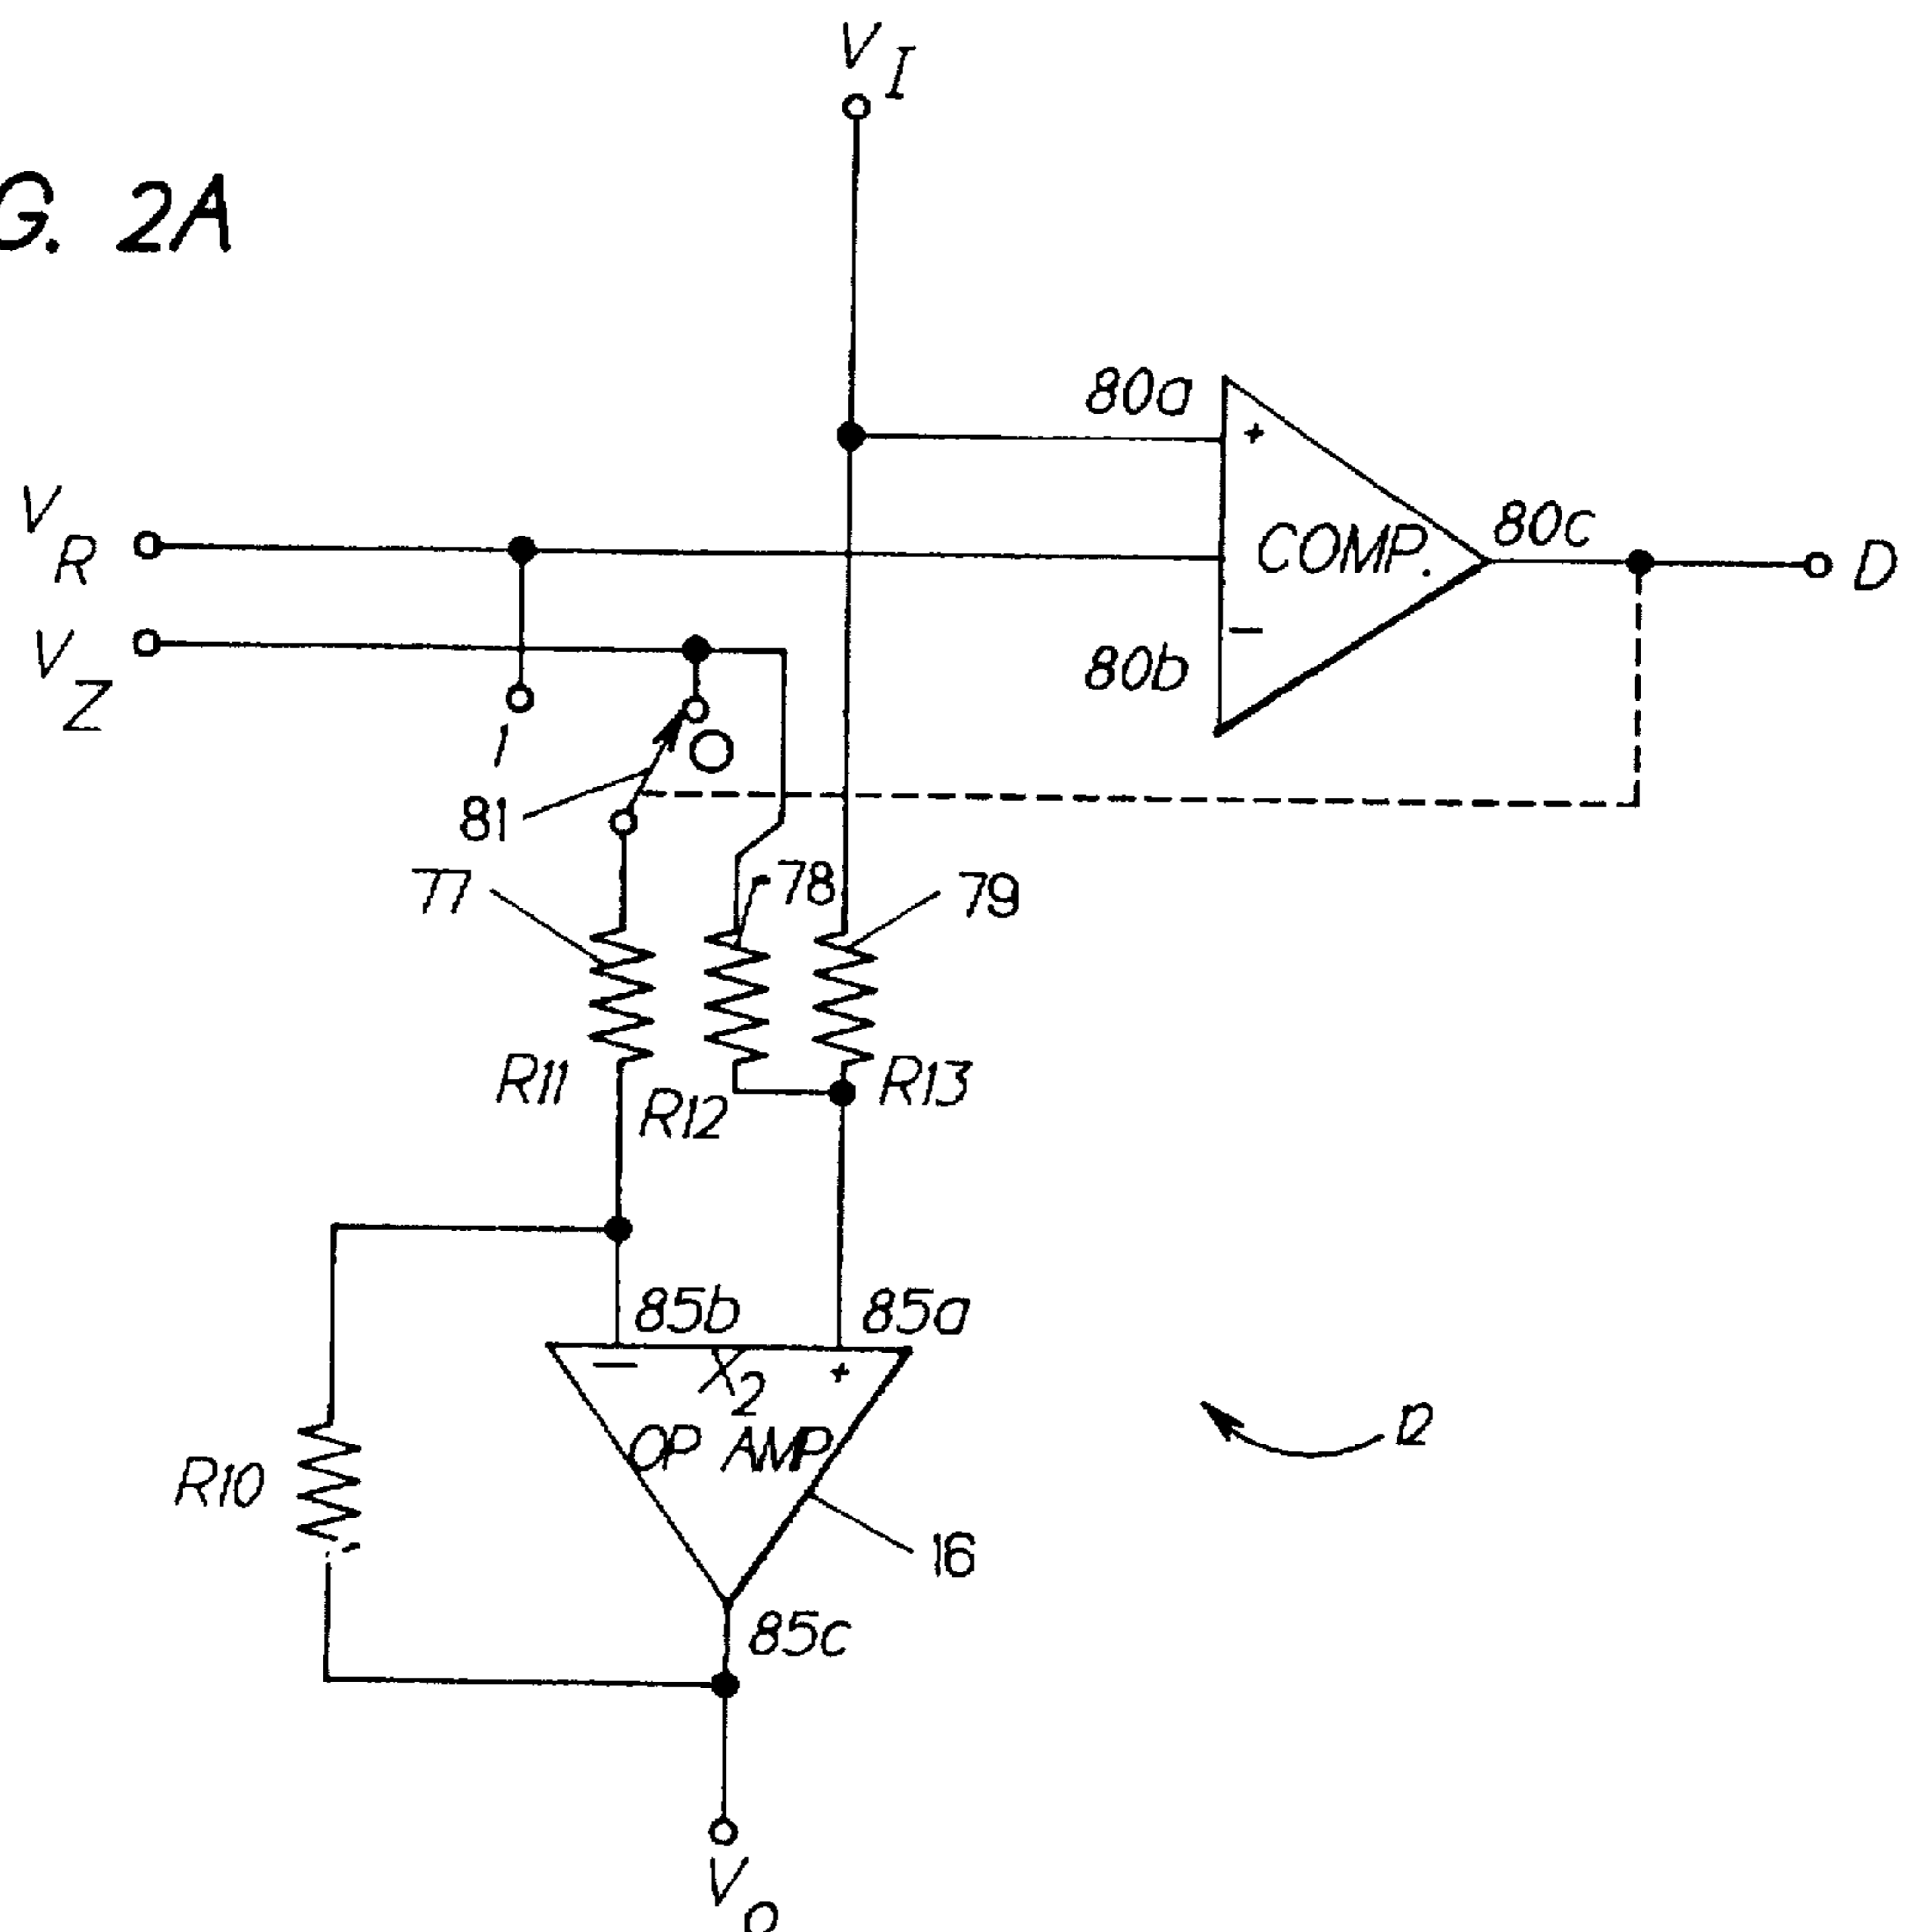 V I
G. 2A
80a
+
V R
COMP.
80c
D
V Z
80b
−
1
0
81
77
78
79
R11
R12
R13
85b
85a
−
X2
+
OP AMP
R10
12
16
85c
V O